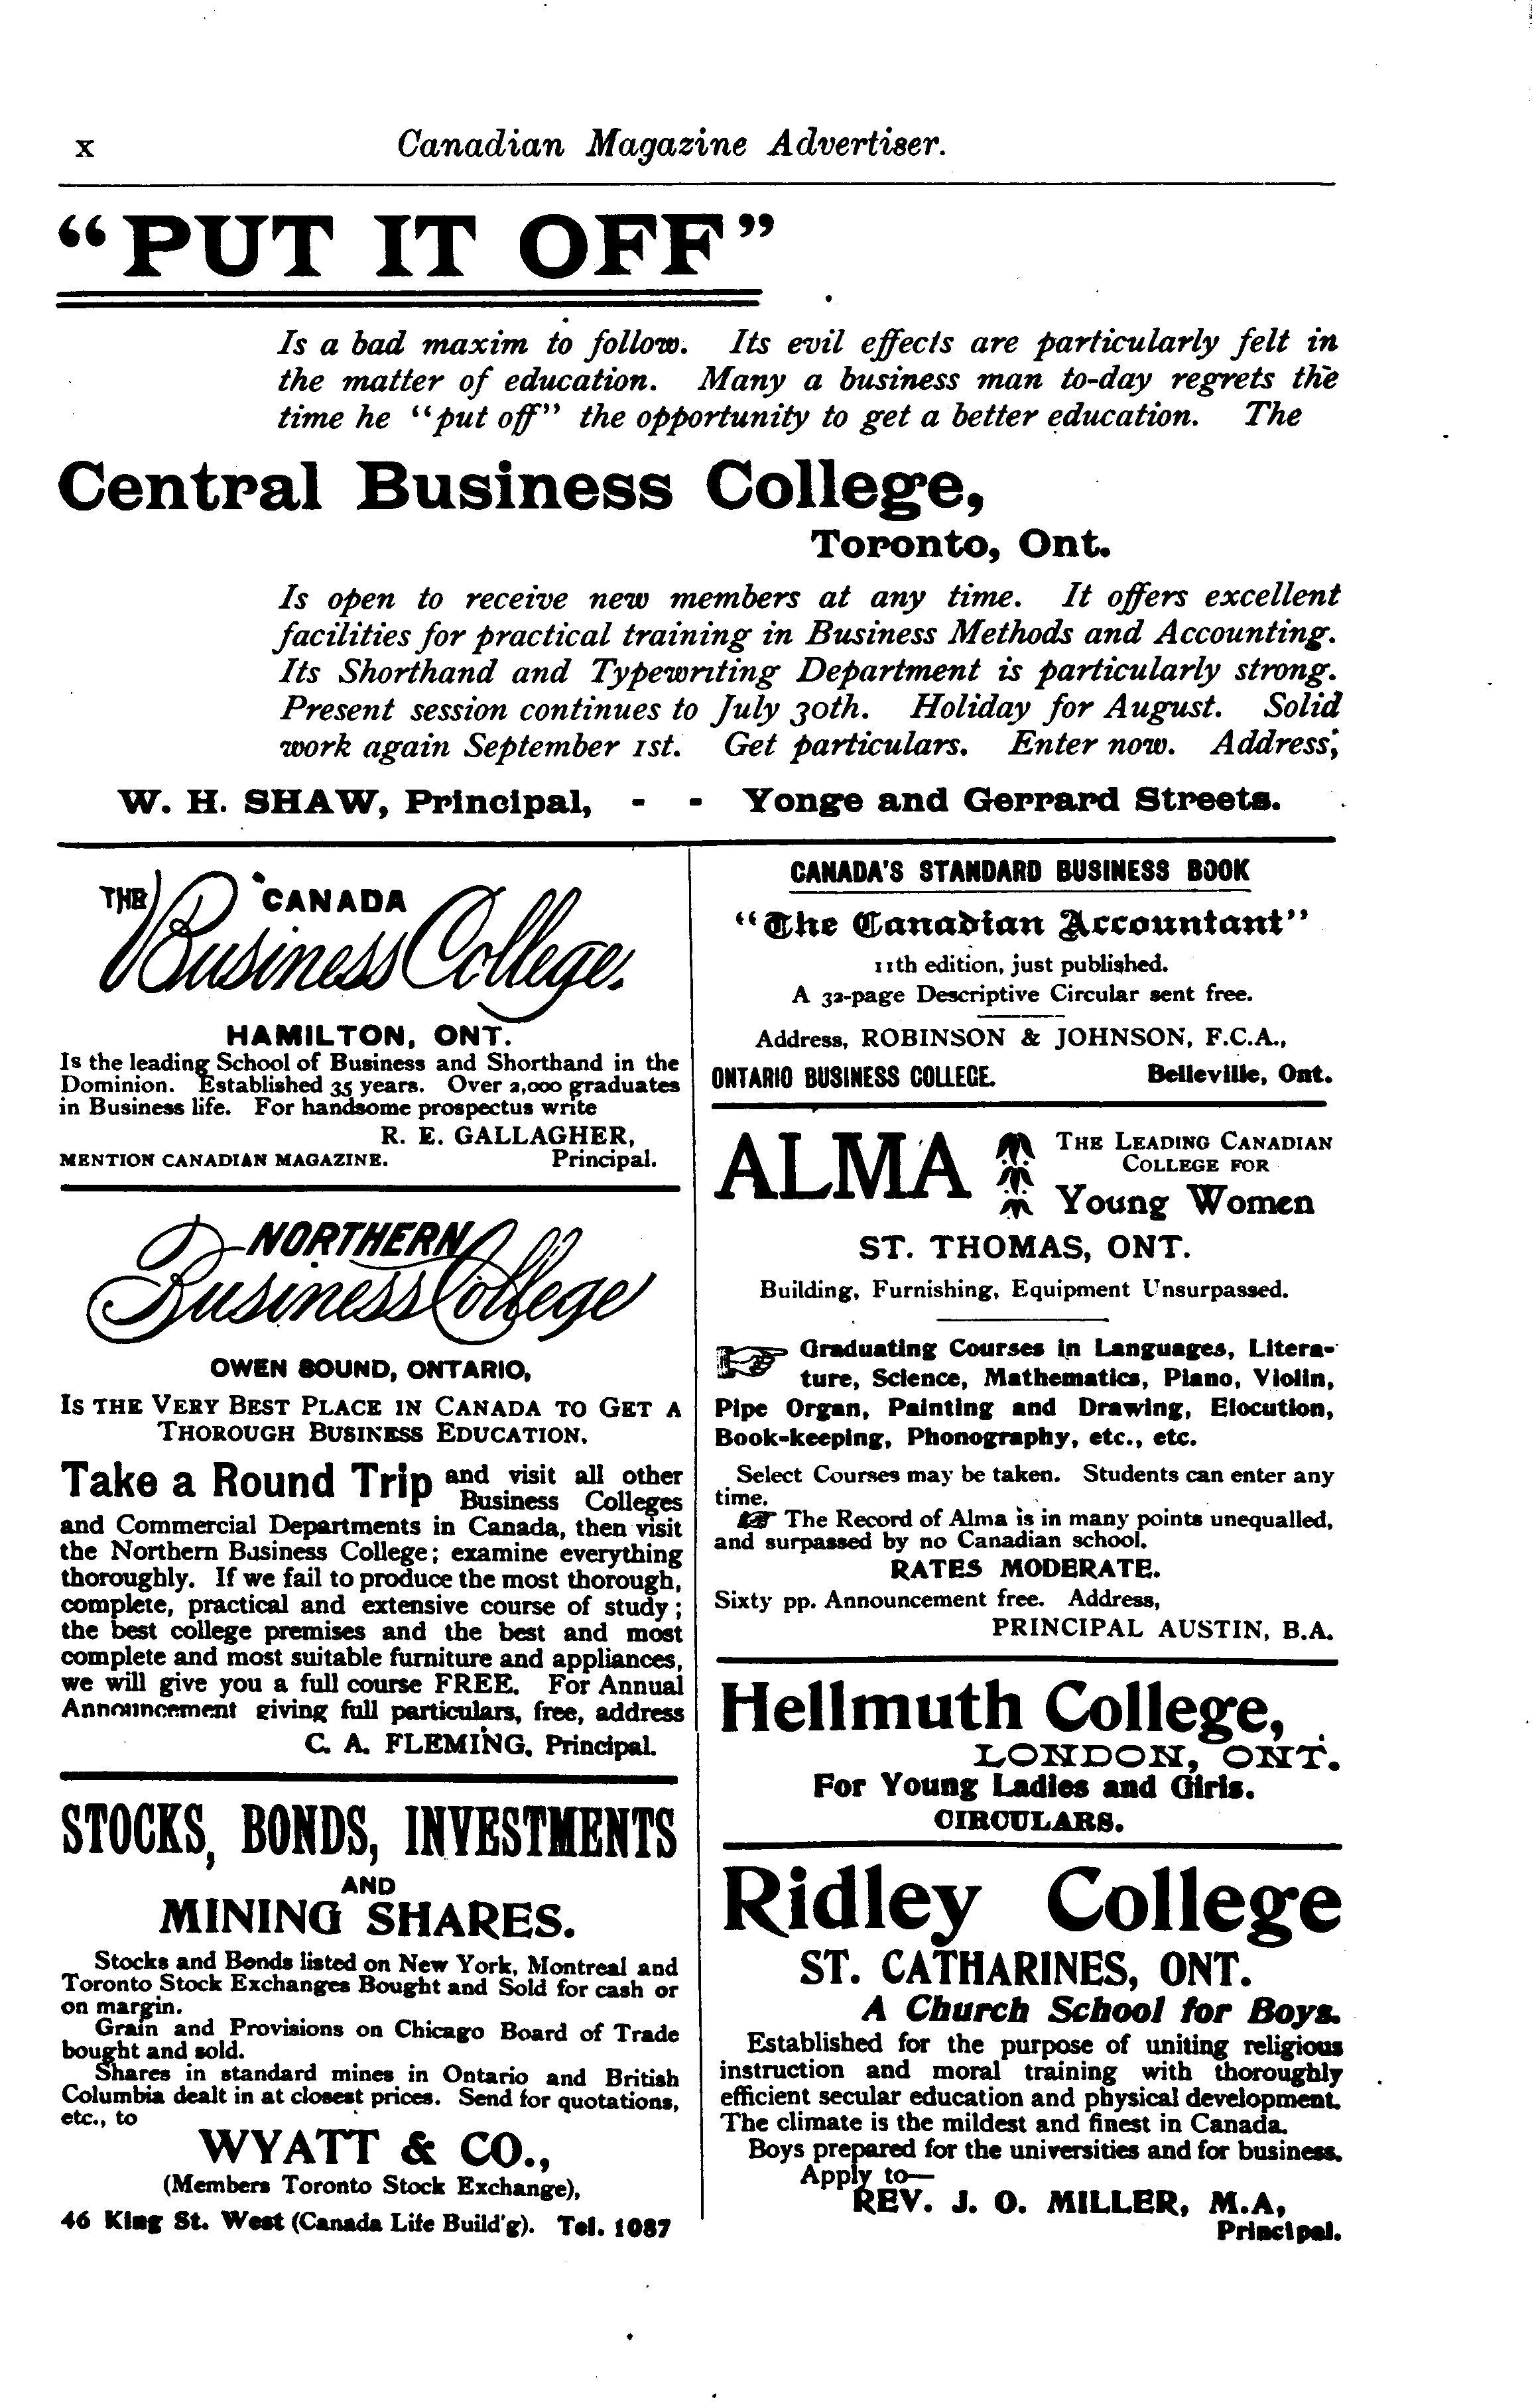 x
Canadian Magazine Advertiser.
“PUT IT OFF”
Is a bad maxim to follow. Its evil effects are particularly felt in
the matter of education. Many a business man to-day regrets the
time he “put off” the opportunity to get a better education. The
Central Business College,
Toronto, Ont.
Is open to receive new members at any time. It offers excellent
facilities for practical training in Business Methods and Accounting.
Its Shorthand and Typewriting Department is particularly strong.
Present session continues to July 30th. Holiday for August. Solid
work again September 1st. Get particulars. Enter now. Address,
W. H. SHAW, Principal, - - Yonge and Gerrard Streets.
THE CANADA
Business College.
HAMILTON, ONT.
Is the leading School of Business and Shorthand in the
Dominion. Established 35 years. Over 2,000 graduates
in Business life. For handsome prospectus write
R. E. GALLAGHER,
MENTION CANADIAN MAGAZINE. Principal.
NORTHERN
Business College
OWEN SOUND, ONTARIO,
IS THE VERY BEST PLACE IN CANADA TO GET A
THOROUGH BUSINESS EDUCATION.
Take a Round Trip and visit all other
Business Colleges
and Commercial Departments in Canada, then visit
the Northern Business College; examine everything
thoroughly. If we fail to produce the most thorough,
complete, practical and extensive course of study;
the best college premises and the best and most
complete and most suitable furniture and appliances,
we will give you a full course FREE. For Annual
Announcement giving full particulars, free, address
C. A. FLEMING, Principal.
STOCKS, BONDS, INVESTMENTS
AND
MINING SHARES.
Stocks and Bonds listed on New York, Montreal and
Toronto Stock Exchanges Bought and Sold for cash or
on margin.
Grain and Provisions on Chicago Board of Trade
bought and sold.
Shares in standard mines in Ontario and British
Columbia dealt in at closest prices. Send for quotations,
etc., to
WYATT & CO.,
(Members Toronto Stock Exchange),
46 King St. West (Canada Life Build'g). Tel. 1087
CANADA'S STANDARD BUSINESS BOOK
“The Canadian Accountant”
11th edition, just published.
A 32-page Descriptive Circular sent free.
Address, ROBINSON & JOHNSON, F.C.A.,
ONTARIO BUSINESS COLLEGE. Belleville, Ont.
ALMA
THE LEADING CANADIAN
COLLEGE FOR
Young Women
ST. THOMAS, ONT.
Building, Furnishing, Equipment Unsurpassed.
Graduating Courses in Languages, Litera-
ture, Science, Mathematics, Piano, Violin,
Pipe Organ, Painting and Drawing, Elocution,
Book-keeping, Phonography, etc., etc.
Select Courses may be taken. Students can enter any
time.
The Record of Alma is in many points unequalled,
and surpassed by no Canadian school.
RATES MODERATE.
Sixty pp. Announcement free. Address,
PRINCIPAL AUSTIN, B.A.
Hellmuth College,
LONDON, ONT.
For Young Ladies and Girls.
CIRCULARS.
Ridley College
ST. CATHARINES, ONT.
A Church School for Boys.
Established for the purpose of uniting religious
instruction and moral training with thoroughly
efficient secular education and physical development.
The climate is the mildest and finest in Canada.
Boys prepared for the universities and for business.
Apply to—
REV. J. O. MILLER, M.A,
Principal.